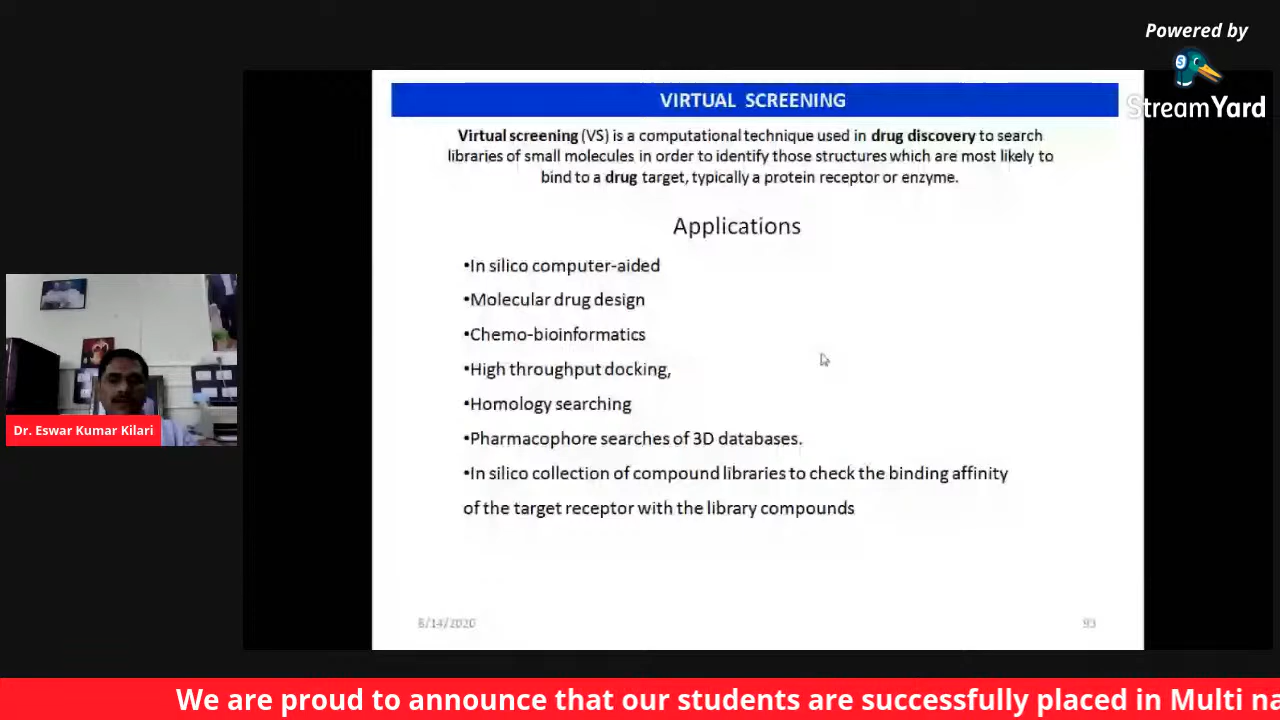 Powered by
StreamYard
VIRTUAL SCREENING
Virtual screening (VS) is a computational technique used in drug discovery to search
libraries of small molecules in order to identify those structures which are most likely to
bind to a drug target, typically a protein receptor or enzyme.
Applications
•In silico computer-aided
•Molecular drug design
•Chemo-bioinformatics
•High throughput docking,
•Homology searching
•Pharmacophore searches of 3D databases.
•In silico collection of compound libraries to check the binding affinity
of the target receptor with the library compounds
Dr. Eswar Kumar Kilari
8/14/2020
93
We are proud to announce that our students are successfully placed in Multi na